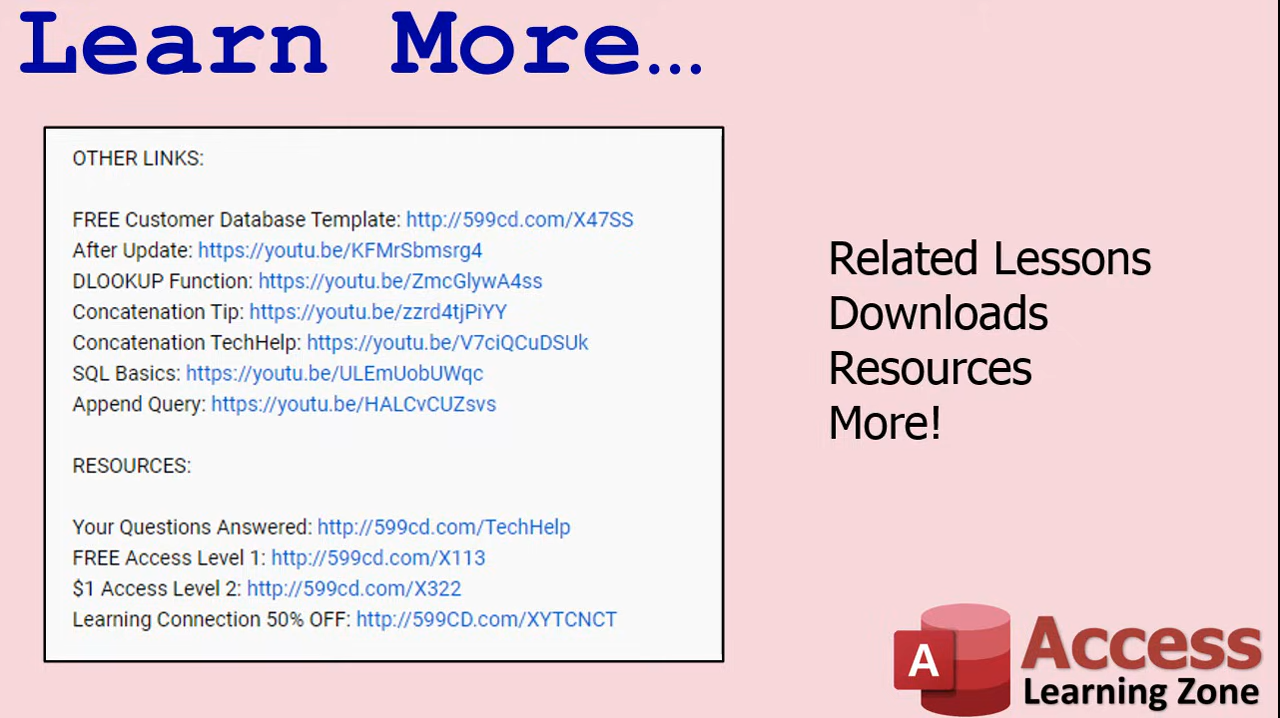 Learn More...
OTHER LINKS:
FREE Customer Database Template: http://599cd.com/X47SS
After Update: https://youtu.be/KFMrSbmsrg4
DLOOKUP Function: https://youtu.be/ZmcGlywA4ss
Concatenation Tip: https://youtu.be/zzrd4tjPiYY
Concatenation TechHelp: https://youtu.be/V7ciQCuDSUk
SQL Basics: https://youtu.be/ULEmUobUWqc
Append Query: https://youtu.be/HALCvCUZsvs
RESOURCES:
Your Questions Answered: http://599cd.com/TechHelp
FREE Access Level 1: http://599cd.com/X113
$1 Access Level 2: http://599cd.com/X322
Learning Connection 50% OFF: http://599CD.com/XYTCNCT
Related Lessons
Downloads
Resources
More!
A
Access
Learning Zone